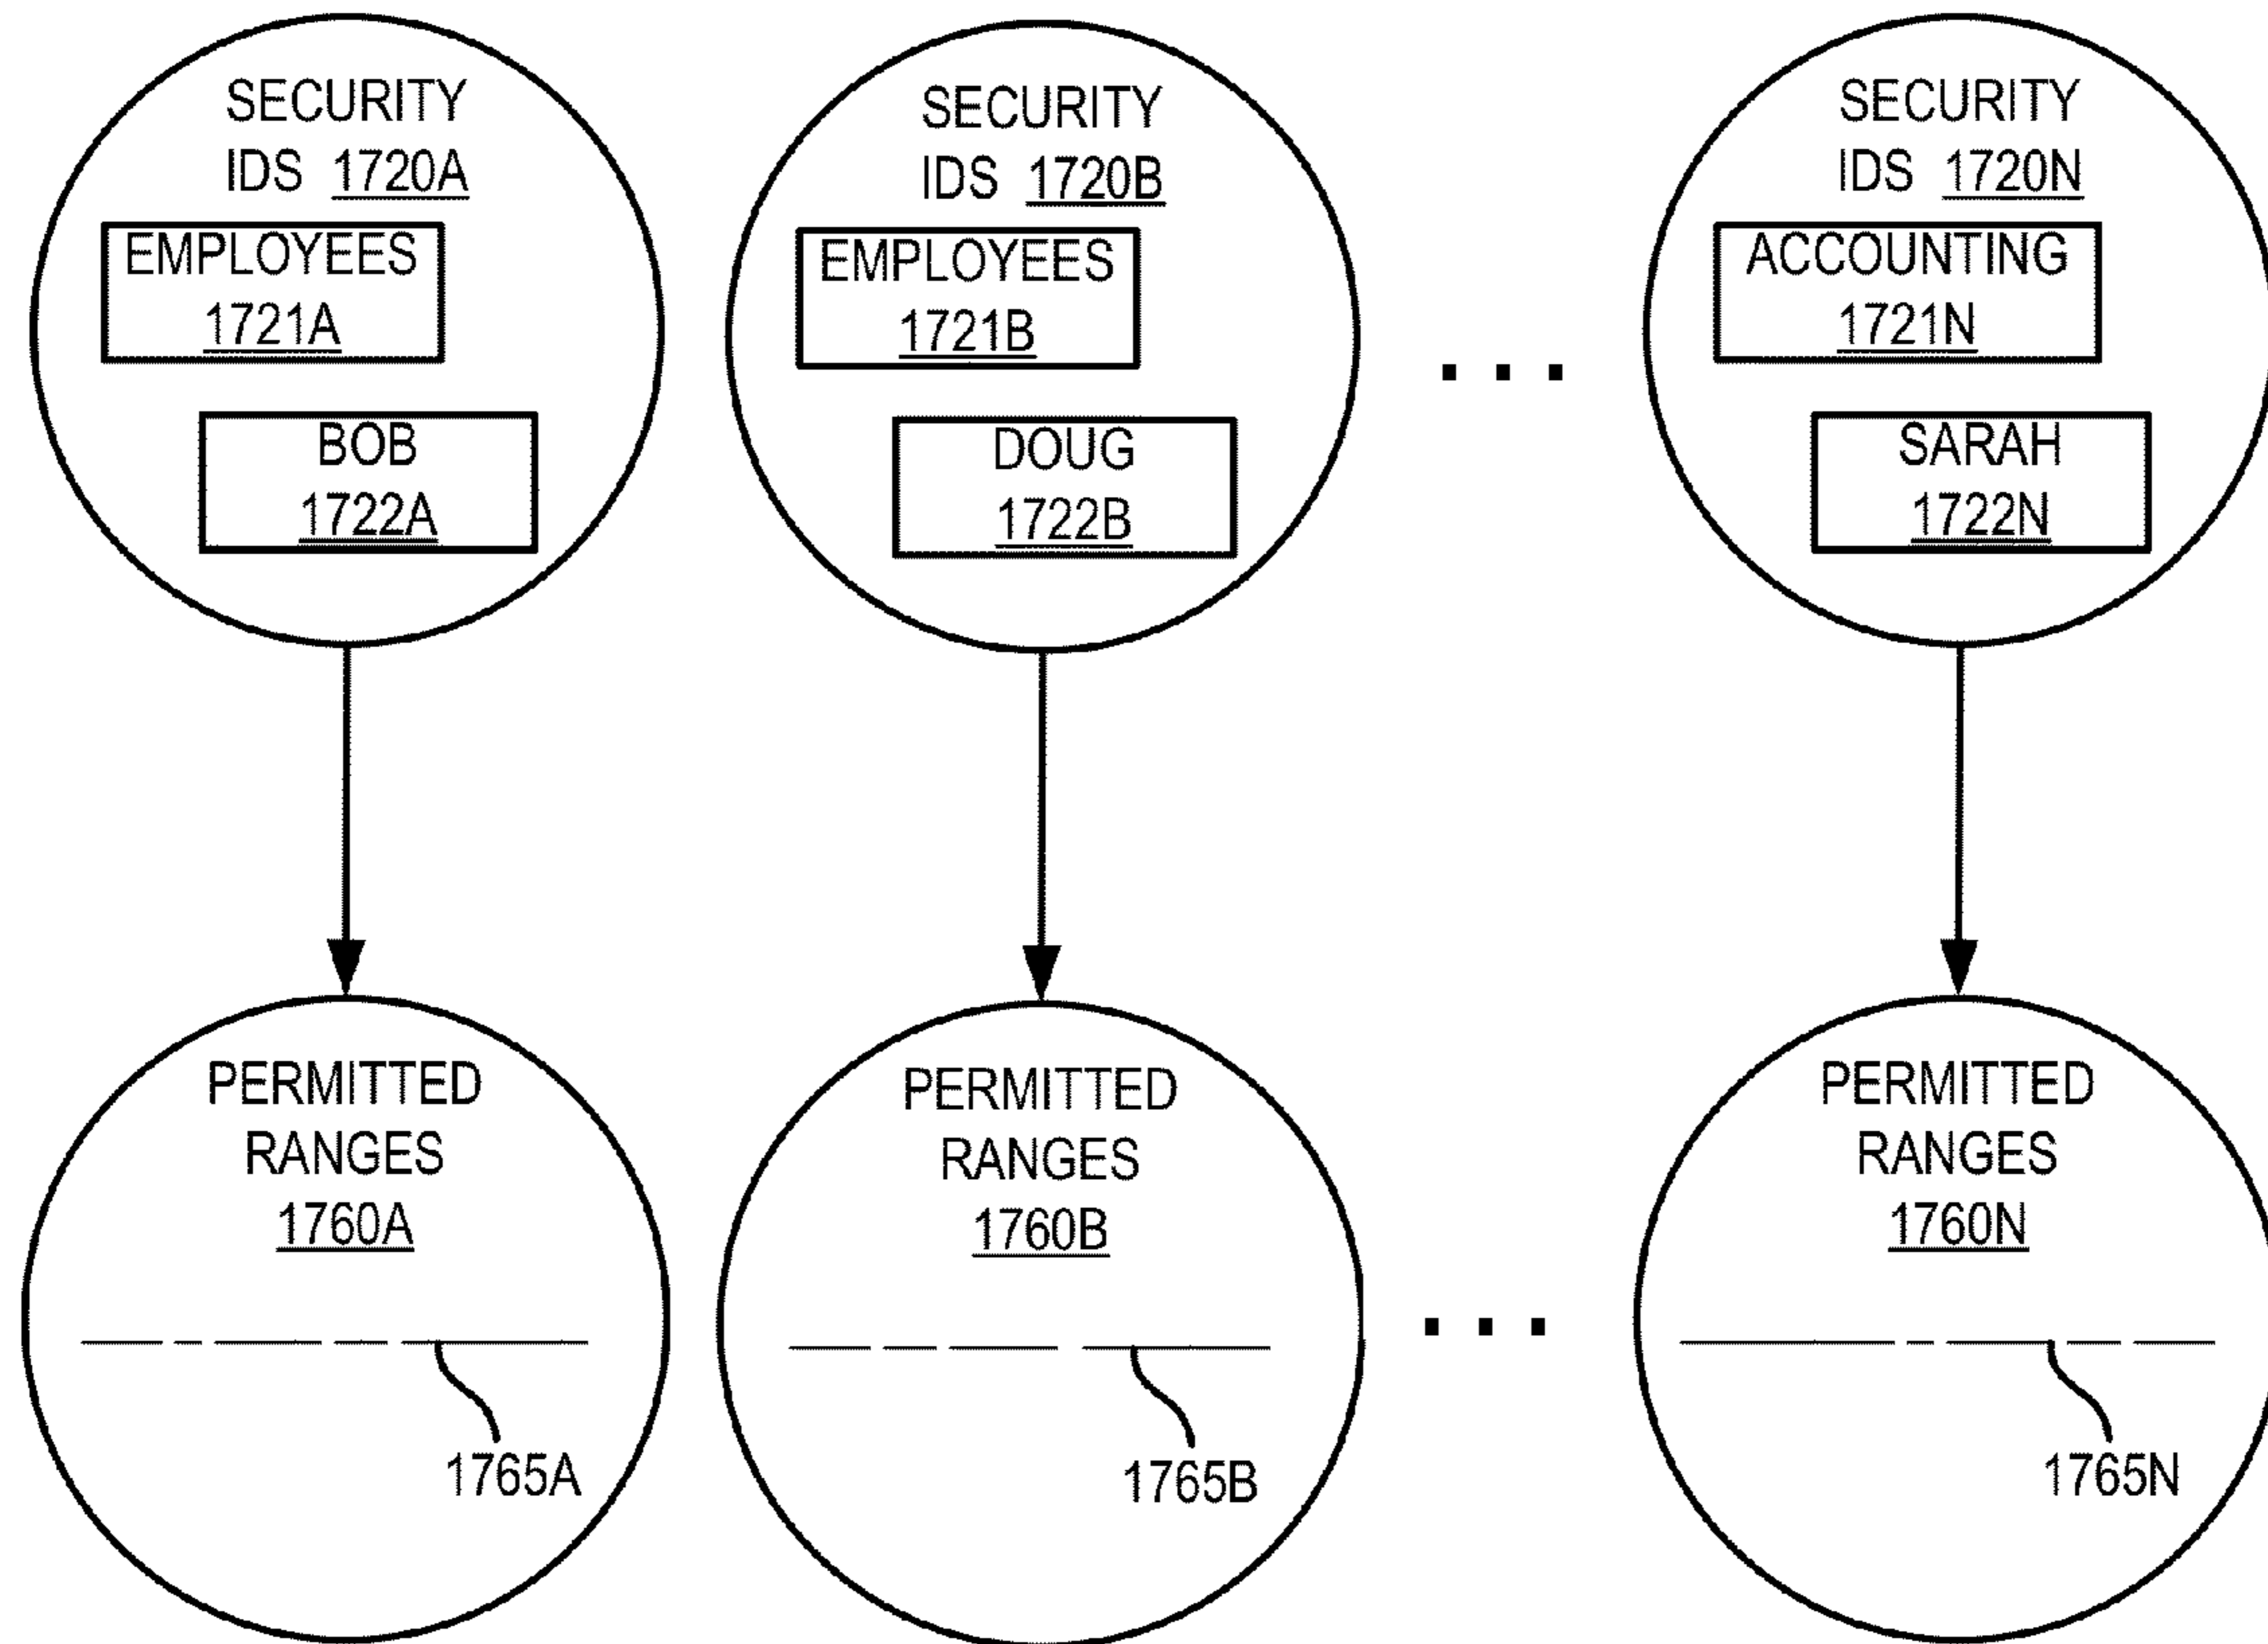 SECURITY
IDS 1720A
EMPLOYEES
1721A
BOB
1722A
SECURITY
IDS 1720B
EMPLOYEES
1721B
DOUG
1722B
. . .
SECURITY
IDS 1720N
ACCOUNTING
1721N
SARAH
1722N
PERMITTED
RANGES
1760A
1765A
PERMITTED
RANGES
1760B
1765B
. . .
PERMITTED
RANGES
1760N
1765N